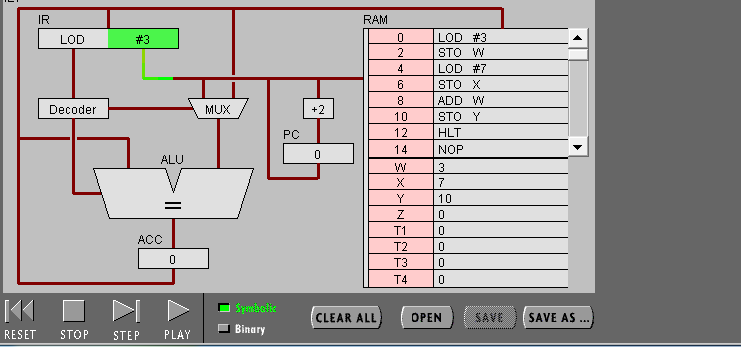 IR
RAM
LOD #3
0 LOD #3
2 STO W
4 LOD #7
6 STO X
8 ADD W
10 STO Y
12 HLT
14 NOP
W 3
X 7
Y 10
Z 0
T1 0
T2 0
T3 0
T4 0
Decoder
MUX
+2
PC
0
ALU
=
ACC
0
RESET
STOP
STEP
PLAY
Symbolic
Binary
CLEAR ALL
OPEN
SAVE
SAVE AS ...